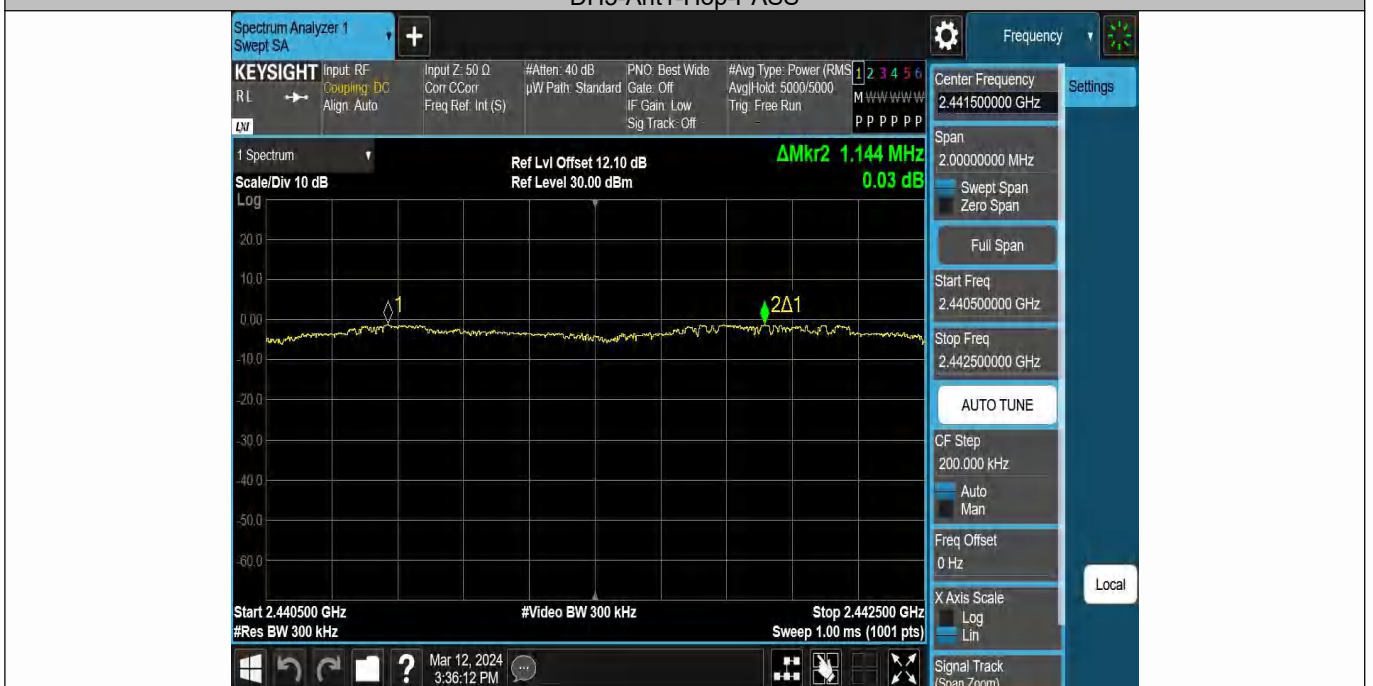 DH5-Ant1-Hop-PASS
Spectrum Analyzer 1
Swept SA
+
Frequency
KEYSIGHT
RL
LXI
Input: RF
Coupling: DC
Align: Auto
Input Z: 50 Ω
Corr CCorr
Freq Ref: Int (S)
#Atten: 40 dB
µW Path: Standard
PNO: Best Wide
Gate: Off
IF Gain: Low
Sig Track: Off
#Avg Type: Power (RMS
Avg|Hold: 5000/5000
Trig: Free Run
1 2 3 4 5 6
M W W W W W
P P P P P P
1 Spectrum
Scale/Div 10 dB
Log
Ref Lvl Offset 12.10 dB
Ref Level 30.00 dBm
ΔMkr2 1.144 MHz
0.03 dB
20.0
10.0
0.00
-10.0
-20.0
-30.0
-40.0
-50.0
-60.0
1
2Δ1
Start 2.440500 GHz
#Res BW 300 kHz
#Video BW 300 kHz
Stop 2.442500 GHz
Sweep 1.00 ms (1001 pts)
Center Frequency
2.441500000 GHz
Settings
Span
2.00000000 MHz
Swept Span
Zero Span
Full Span
Start Freq
2.440500000 GHz
Stop Freq
2.442500000 GHz
AUTO TUNE
CF Step
200.000 kHz
Auto
Man
Freq Offset
0 Hz
X Axis Scale
Log
Lin
Local
Signal Track
(Span Zoom)
?
Mar 12, 2024
3:36:12 PM